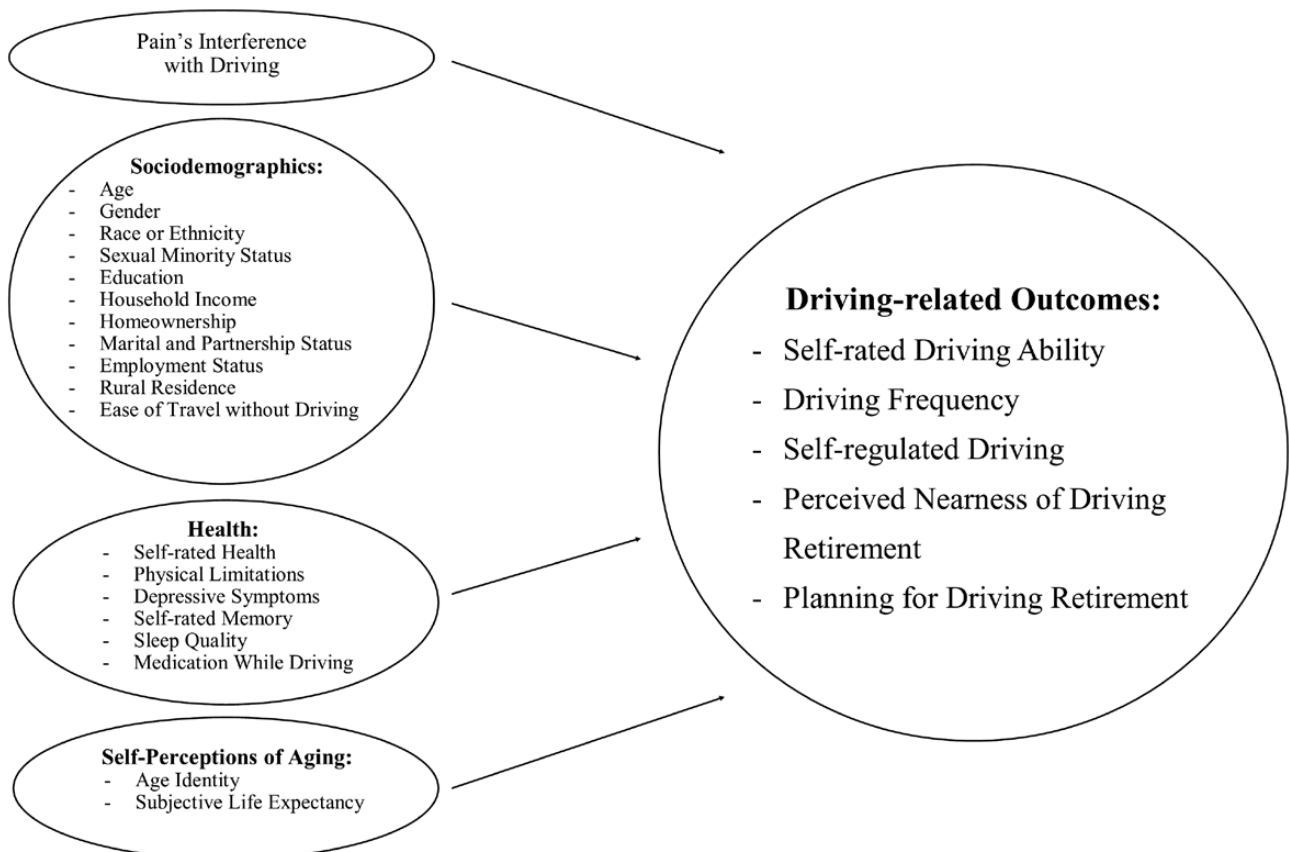 Pain's Interference
with Driving
Sociodemographics:
- Age
- Gender
- Race or Ethnicity
- Sexual Minority Status
- Education
- Household Income
- Homeownership
- Marital and Partnership Status
- Employment Status
- Rural Residence
- Ease of Travel without Driving
Health:
- Self-rated Health
- Physical Limitations
- Depressive Symptoms
- Self-rated Memory
- Sleep Quality
- Medication While Driving
Self-Perceptions of Aging:
- Age Identity
- Subjective Life Expectancy
Driving-related Outcomes:
- Self-rated Driving Ability
- Driving Frequency
- Self-regulated Driving
- Perceived Nearness of Driving
Retirement
- Planning for Driving Retirement